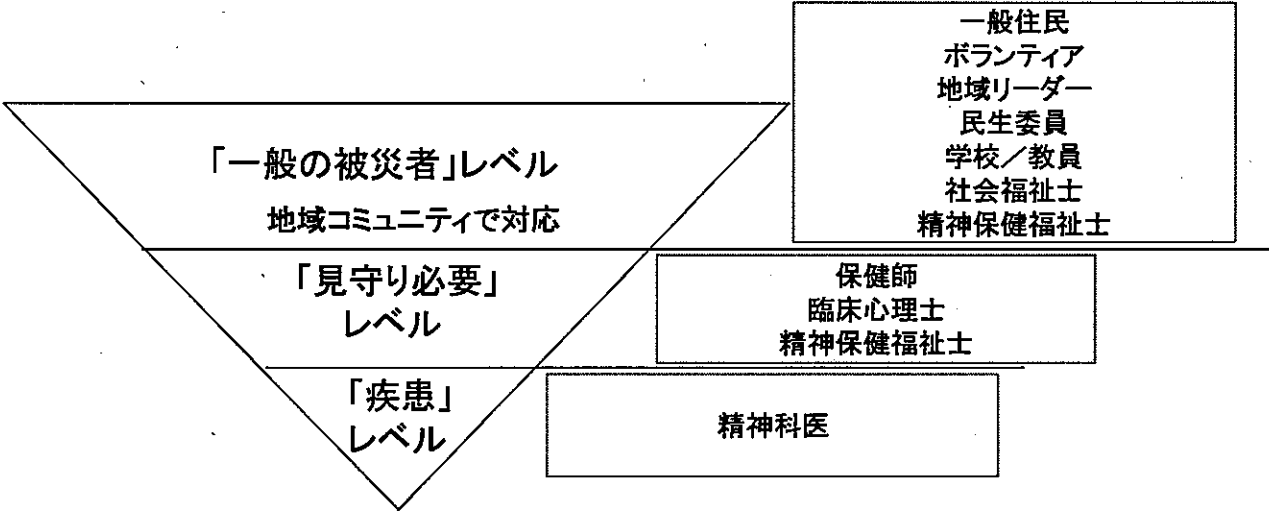 一般住民
ボランティア
地域リーダー
民生委員
学校／教員
社会福祉士
精神保健福祉士
「一般の被災者」レベル
地域コミュニティで対応
「見守り必要」
レベル
保健師
臨床心理士
精神保健福祉士
「疾患」
レベル
精神科医